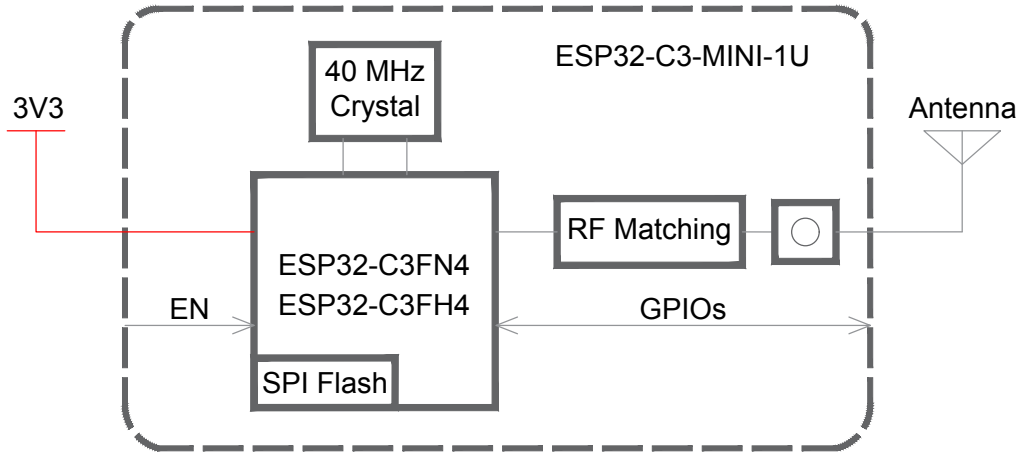 ESP32-C3-MINI-1U
40 MHz
Crystal
3V3
Antenna
RF Matching
ESP32-C3FN4
ESP32-C3FH4
EN
GPIOs
SPI Flash